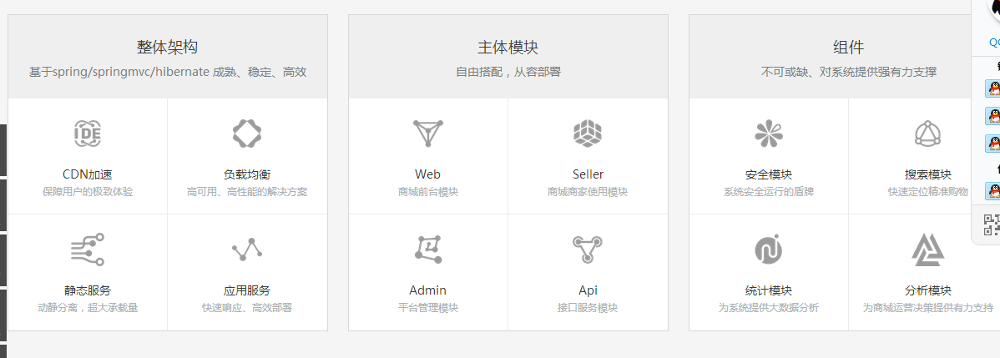 整体架构
基于spring/springmvc/hibernate 成熟、稳定、高效
IDE
CDN加速
保障用户的极致体验
负载均衡
高可用、高性能的解决方案
静态服务
动静分离，超大承载量
应用服务
快速响应、高效部署
主体模块
自由搭配，从容部署
Web
商城前台模块
Seller
商城商家使用模块
Admin
平台管理模块
Api
接口服务模块
组件
不可或缺、对系统提供强有力支撑
安全模块
系统安全运行的盾牌
搜索模块
快速定位精准购物
统计模块
为系统提供大数据分析
分析模块
为商城运营决策提供有力支持